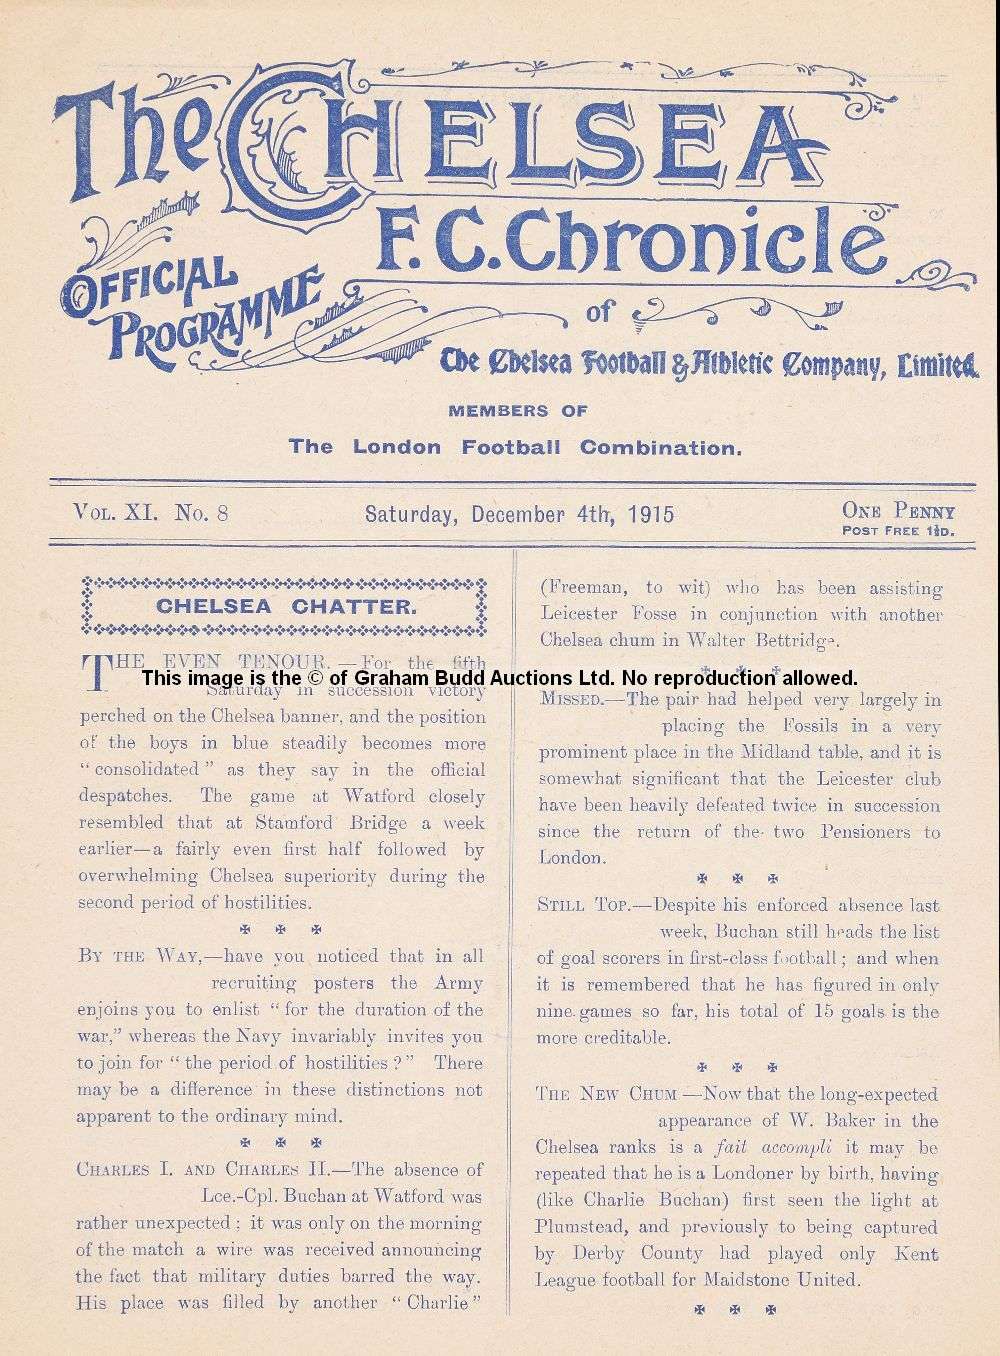 The CHELSEA
F.C. Chronicle
OFFICIAL
PROGRAMME
of
The Chelsea Football & Athletic Company, Limited.
MEMBERS OF
The London Football Combination.
VOL. XI. No. 8
Saturday, December 4th, 1915
ONE PENNY
POST FREE 1½D.
CHELSEA CHATTER.
THE EVEN TENOUR.—For the fifth
Saturday in succession victory
perched on the Chelsea banner, and the position
of the boys in blue steadily becomes more
“consolidated” as they say in the official
despatches. The game at Watford closely
resembled that at Stamford Bridge a week
earlier—a fairly even first half followed by
overwhelming Chelsea superiority during the
second period of hostilities.
BY THE WAY,—have you noticed that in all
recruiting posters the Army
enjoins you to enlist “for the duration of the
war,” whereas the Navy invariably invites you
to join for “the period of hostilities?” There
may be a difference in these distinctions not
apparent to the ordinary mind.
CHARLES I. AND CHARLES II.—The absence of
Lce.-Cpl. Buchan at Watford was
rather unexpected; it was only on the morning
of the match a wire was received announcing
the fact that military duties barred the way.
His place was filled by another “Charlie”
(Freeman, to wit) who has been assisting
Leicester Fosse in conjunction with another
Chelsea chum in Walter Bettridge.
This image is the © of Graham Budd Auctions Ltd. No reproduction allowed.
MISSED.—The pair had helped very largely in
placing the Fossils in a very
prominent place in the Midland table, and it is
somewhat significant that the Leicester club
have been heavily defeated twice in succession
since the return of the two Pensioners to
London.
STILL TOP.—Despite his enforced absence last
week, Buchan still heads the list
of goal scorers in first-class football; and when
it is remembered that he has figured in only
nine games so far, his total of 15 goals is the
more creditable.
THE NEW CHUM—Now that the long-expected
appearance of W. Baker in the
Chelsea ranks is a fait accompli it may be
repeated that he is a Londoner by birth, having
(like Charlie Buchan) first seen the light at
Plumstead, and previously to being captured
by Derby County had played only Kent
League football for Maidstone United.